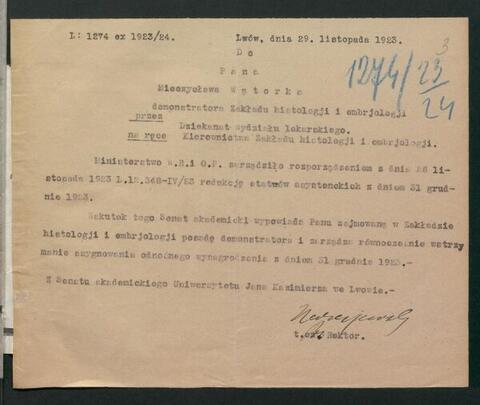 L: 1274 ex 1923/24. Lwów, dnia 29. listopada 1923.
3
Do
Pana
1274/23/24
Mieczysława Wątorka
demonstratora Zakładu histologji i embrjologji
przez Dziekanat wydziału lekarskiego.
na ręce Kierownictwa Zakładu histologji i embrjologji.
Ministerstwo W.R.i O.P. zarządziło rozporządzeniem z dnia 26 li-
stopada 1923 L.12.348-IV/23 redukcję etatów asystenckich z dniem 31 grud-
nia 1923.
Skutek tego Senat akademicki wypowiada Panu zajmowaną w Zakładzie
histologji i embrjologji posadę demonstratora i zarządza równocześnie wstrzy
manie asygnowania odnośnego wynagrodzenia z dniem 31 grudnia 1923.-
Z Senatu akademickiego Uniwersytetu Jana Kazimierza we Lwowie.-
t.cz. Rektor.